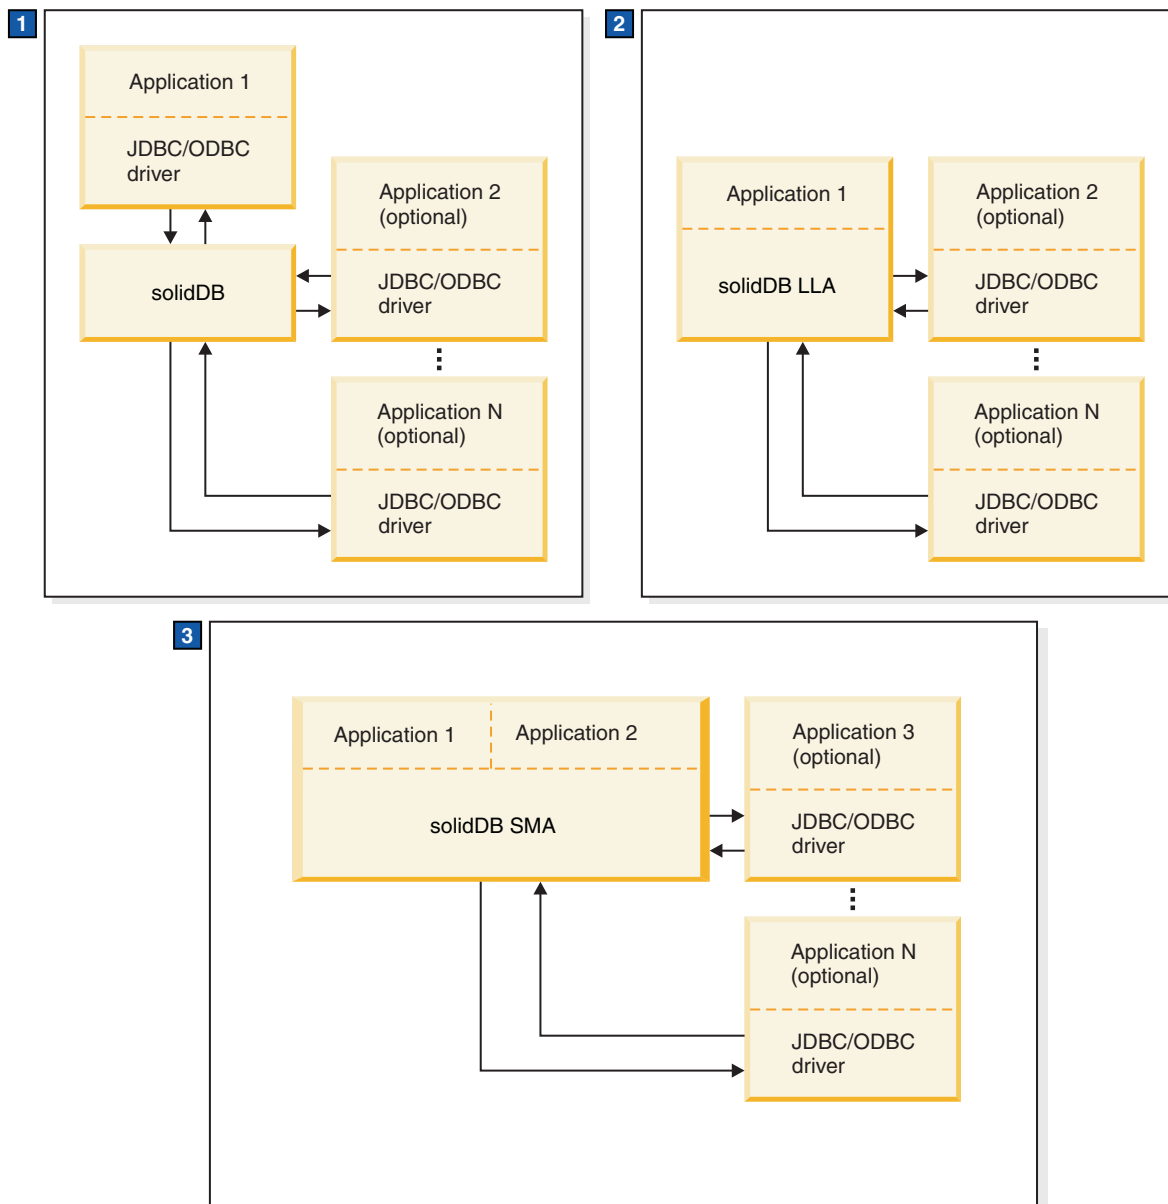 1
Application 1
JDBC/ODBC
driver
solidDB
Application 2
(optional)
JDBC/ODBC
driver
Application N
(optional)
JDBC/ODBC
driver
2
Application 1
solidDB LLA
Application 2
(optional)
JDBC/ODBC
driver
Application N
(optional)
JDBC/ODBC
driver
3
Application 1
Application 2
solidDB SMA
Application 3
(optional)
JDBC/ODBC
driver
Application N
(optional)
JDBC/ODBC
driver